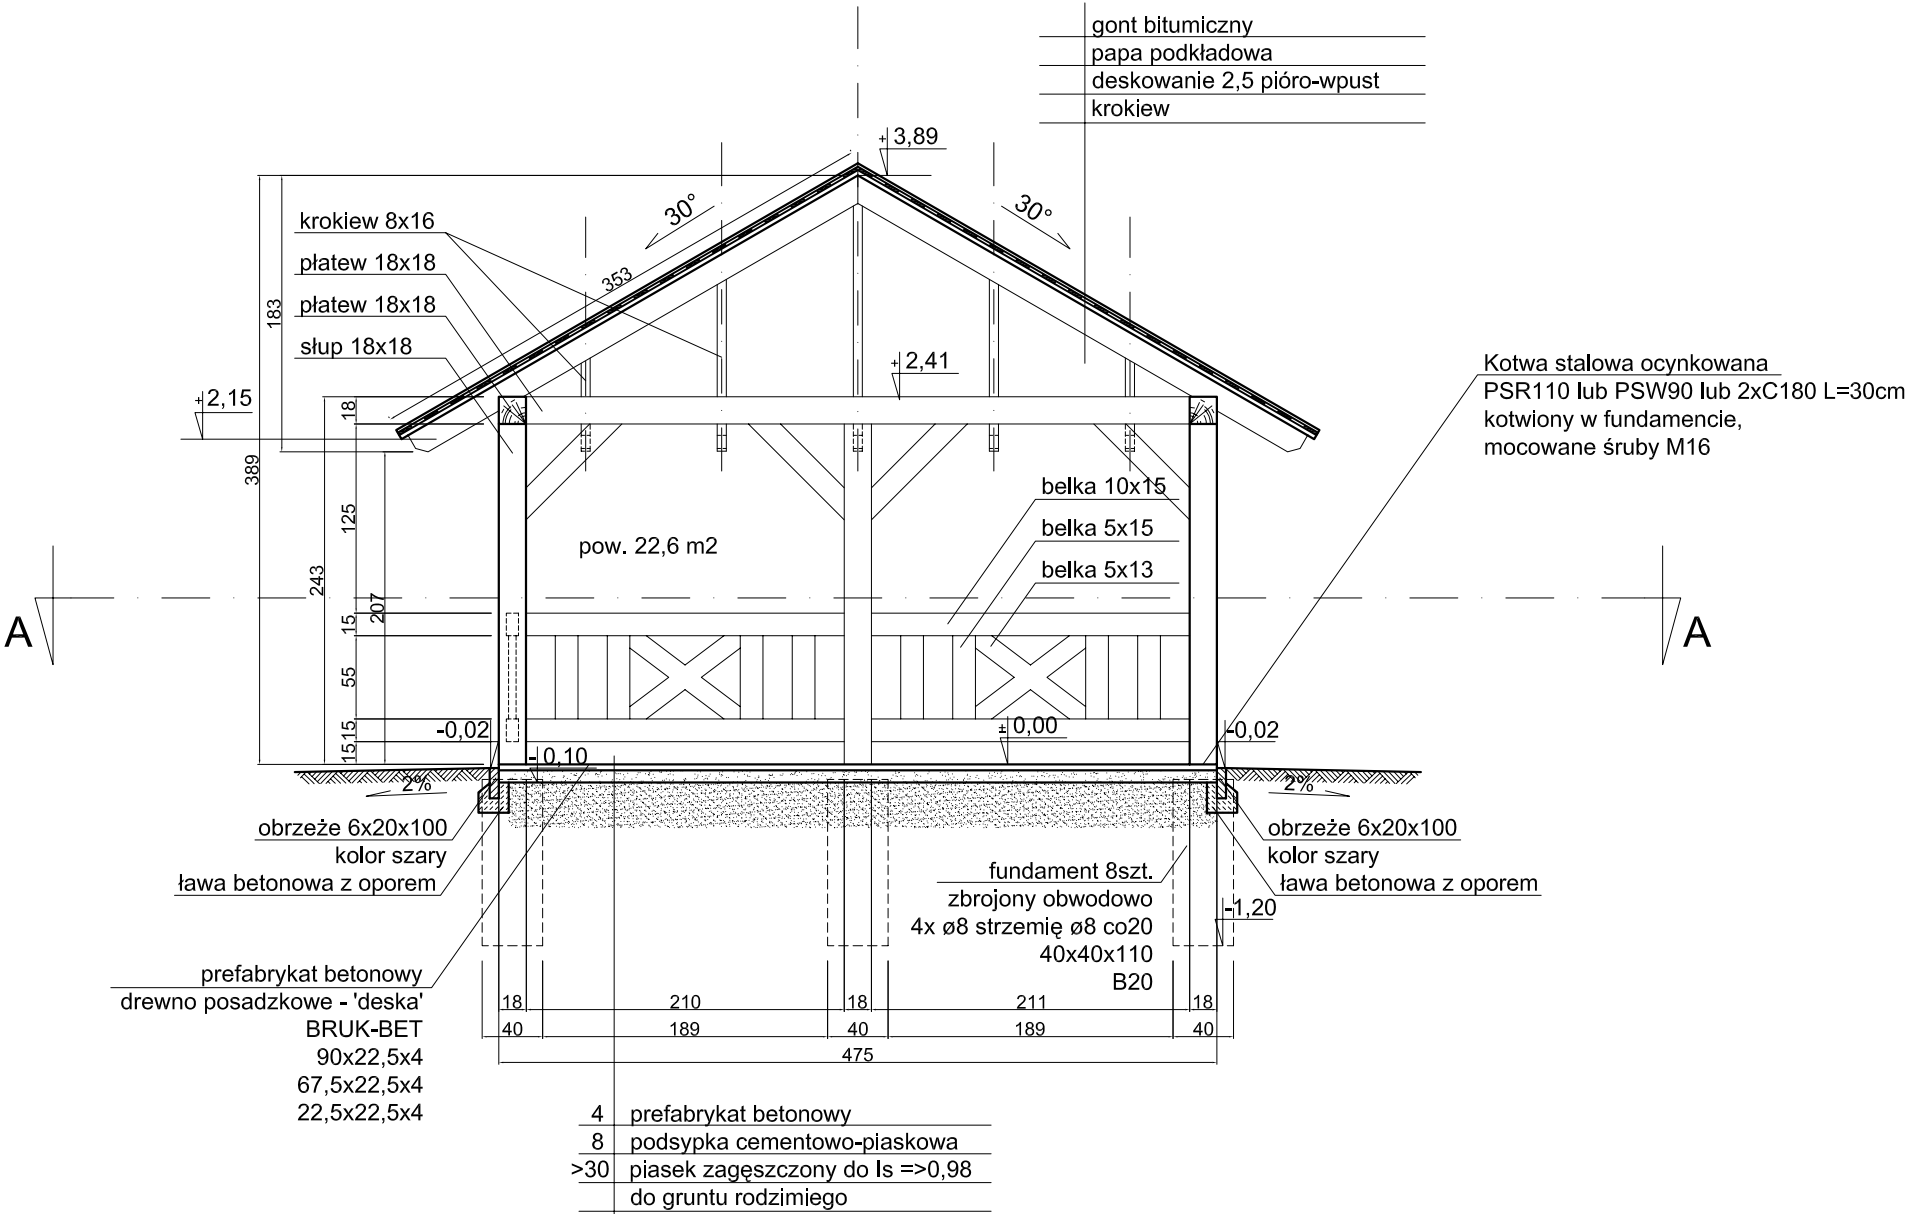 gont bitumiczny
papa podkładowa
deskowanie 2,5 pióro-wpust
krokiew
+ 3,89
30°
30°
krokiew 8x16
płatew 18x18
płatew 18x18
słup 18x18
353
183
389
243
207
+ 2,15
+ 2,41
18
125
15
55
15
15
Kotwa stalowa ocynkowana
PSR110 lub PSW90 lub 2xC180 L=30cm
kotwiony w fundamencie,
mocowane śruby M16
belka 10x15
belka 5x15
belka 5x13
pow. 22,6 m2
A
A
-0,02
± 0,00
-0,02
- 0,10
2%
2%
obrzeże 6x20x100
kolor szary
ława betonowa z oporem
obrzeże 6x20x100
kolor szary
ława betonowa z oporem
fundament 8szt.
zbrojony obwodowo
4x ø8 strzemię ø8 co20
40x40x110
B20
-1,20
prefabrykat betonowy
drewno posadzkowe - 'deska'
BRUK-BET
90x22,5x4
67,5x22,5x4
22,5x22,5x4
18 210 18 211 18
40 189 40 189 40
475
4 prefabrykat betonowy
8 podsypka cementowo-piaskowa
>30 piasek zagęszczony do Is =>0,98
do gruntu rodzimiego